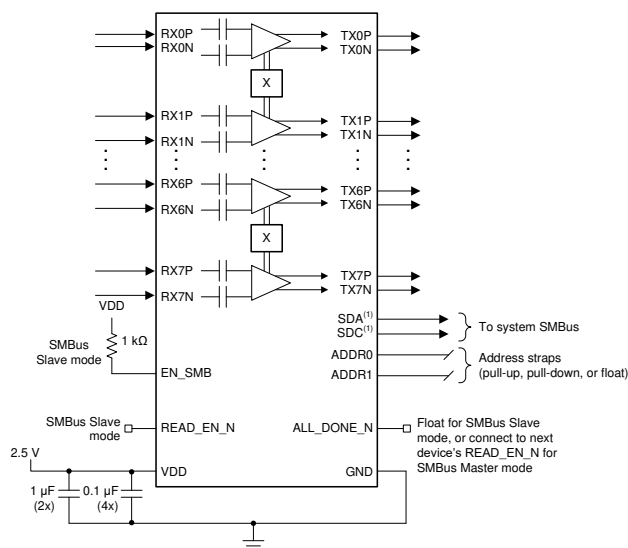 RX0P
RX0N
TX0P
TX0N
X
RX1P
RX1N
TX1P
TX1N
RX6P
RX6N
TX6P
TX6N
X
RX7P
RX7N
TX7P
TX7N
VDD
SMBus
Slave mode
1 kΩ
EN_SMB
SDA(1)
SDC(1)
To system SMBus
ADDR0
ADDR1
Address straps
(pull-up, pull-down, or float)
SMBus Slave
mode
READ_EN_N
ALL_DONE_N
Float for SMBus Slave
mode, or connect to next
device's READ_EN_N for
SMBus Master mode
2.5 V
VDD
GND
1 µF
(2x)
0.1 µF
(4x)